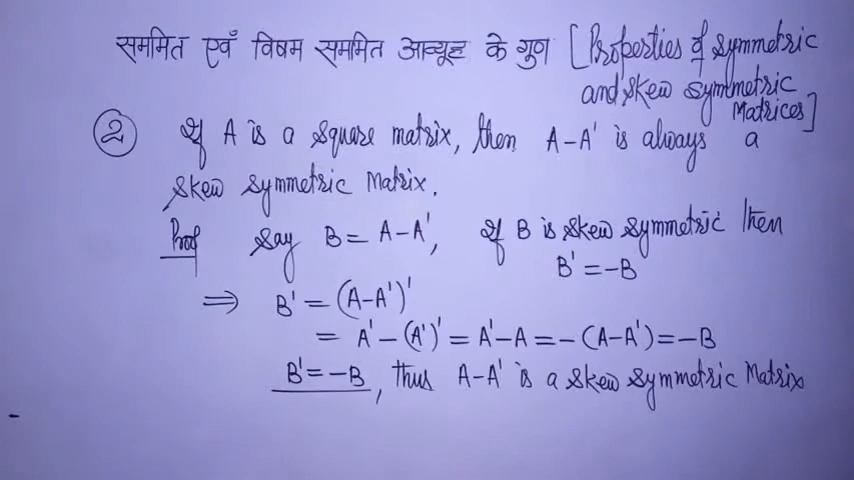 सममित एवँ विषम सममित आव्यूह के गुण [Properties of symmetric
and skew symmetric
Matrices]
② If A is a square matrix, then A-A' is always a
skew symmetric Matrix.
Proof Say B = A-A', If B is skew symmetric then
B' = -B
⟹ B' = (A-A')'
= A' - (A')' = A'-A = -(A-A') = -B
B' = -B, thus A-A' is a skew symmetric Matrix